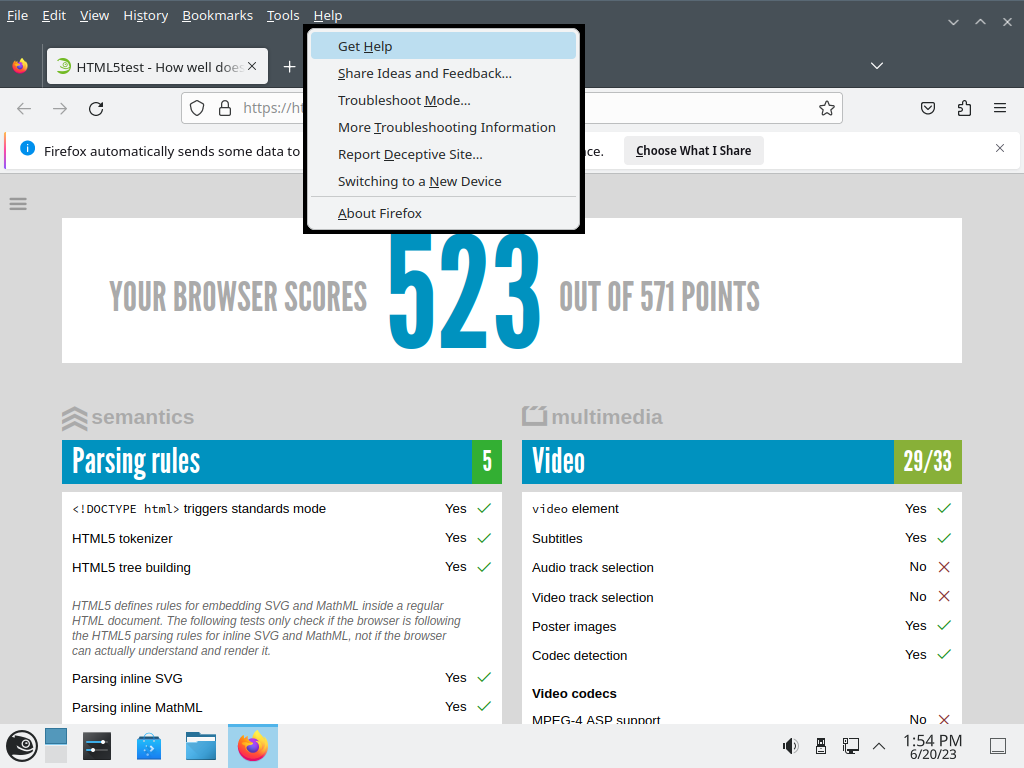 File Edit View History Bookmarks Tools Help
HTML5test - How well does
https://ht
Get Help
Share Ideas and Feedback...
Troubleshoot Mode...
More Troubleshooting Information
Report Deceptive Site...
Switching to a New Device
About Firefox
Firefox automatically sends some data to ce. Choose What I Share
YOUR BROWSER SCORES 523 OUT OF 571 POINTS
semantics
Parsing rules 5
<!DOCTYPE html> triggers standards mode Yes
HTML5 tokenizer Yes
HTML5 tree building Yes
HTML5 defines rules for embedding SVG and MathML inside a regular
HTML document. The following tests only check if the browser is following
the HTML5 parsing rules for inline SVG and MathML, not if the browser
can actually understand and render it.
Parsing inline SVG Yes
Parsing inline MathML Yes
multimedia
Video 29/33
video element Yes
Subtitles Yes
Audio track selection No
Video track selection No
Poster images Yes
Codec detection Yes
Video codecs
MPEG-4 ASP support No
1:54 PM
6/20/23